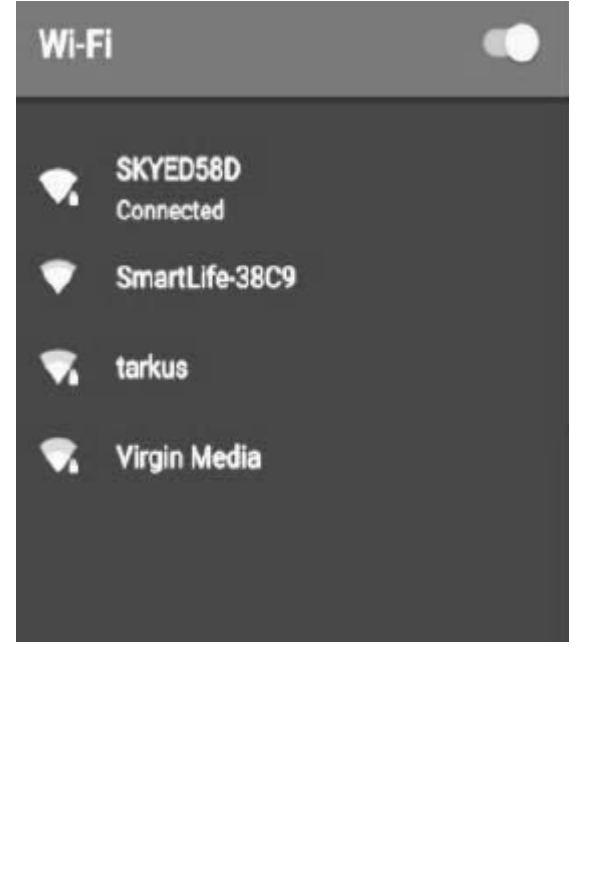 Wi-Fi
SKYED58D
Connected
SmartLife-38C9
tarkus
Virgin Media